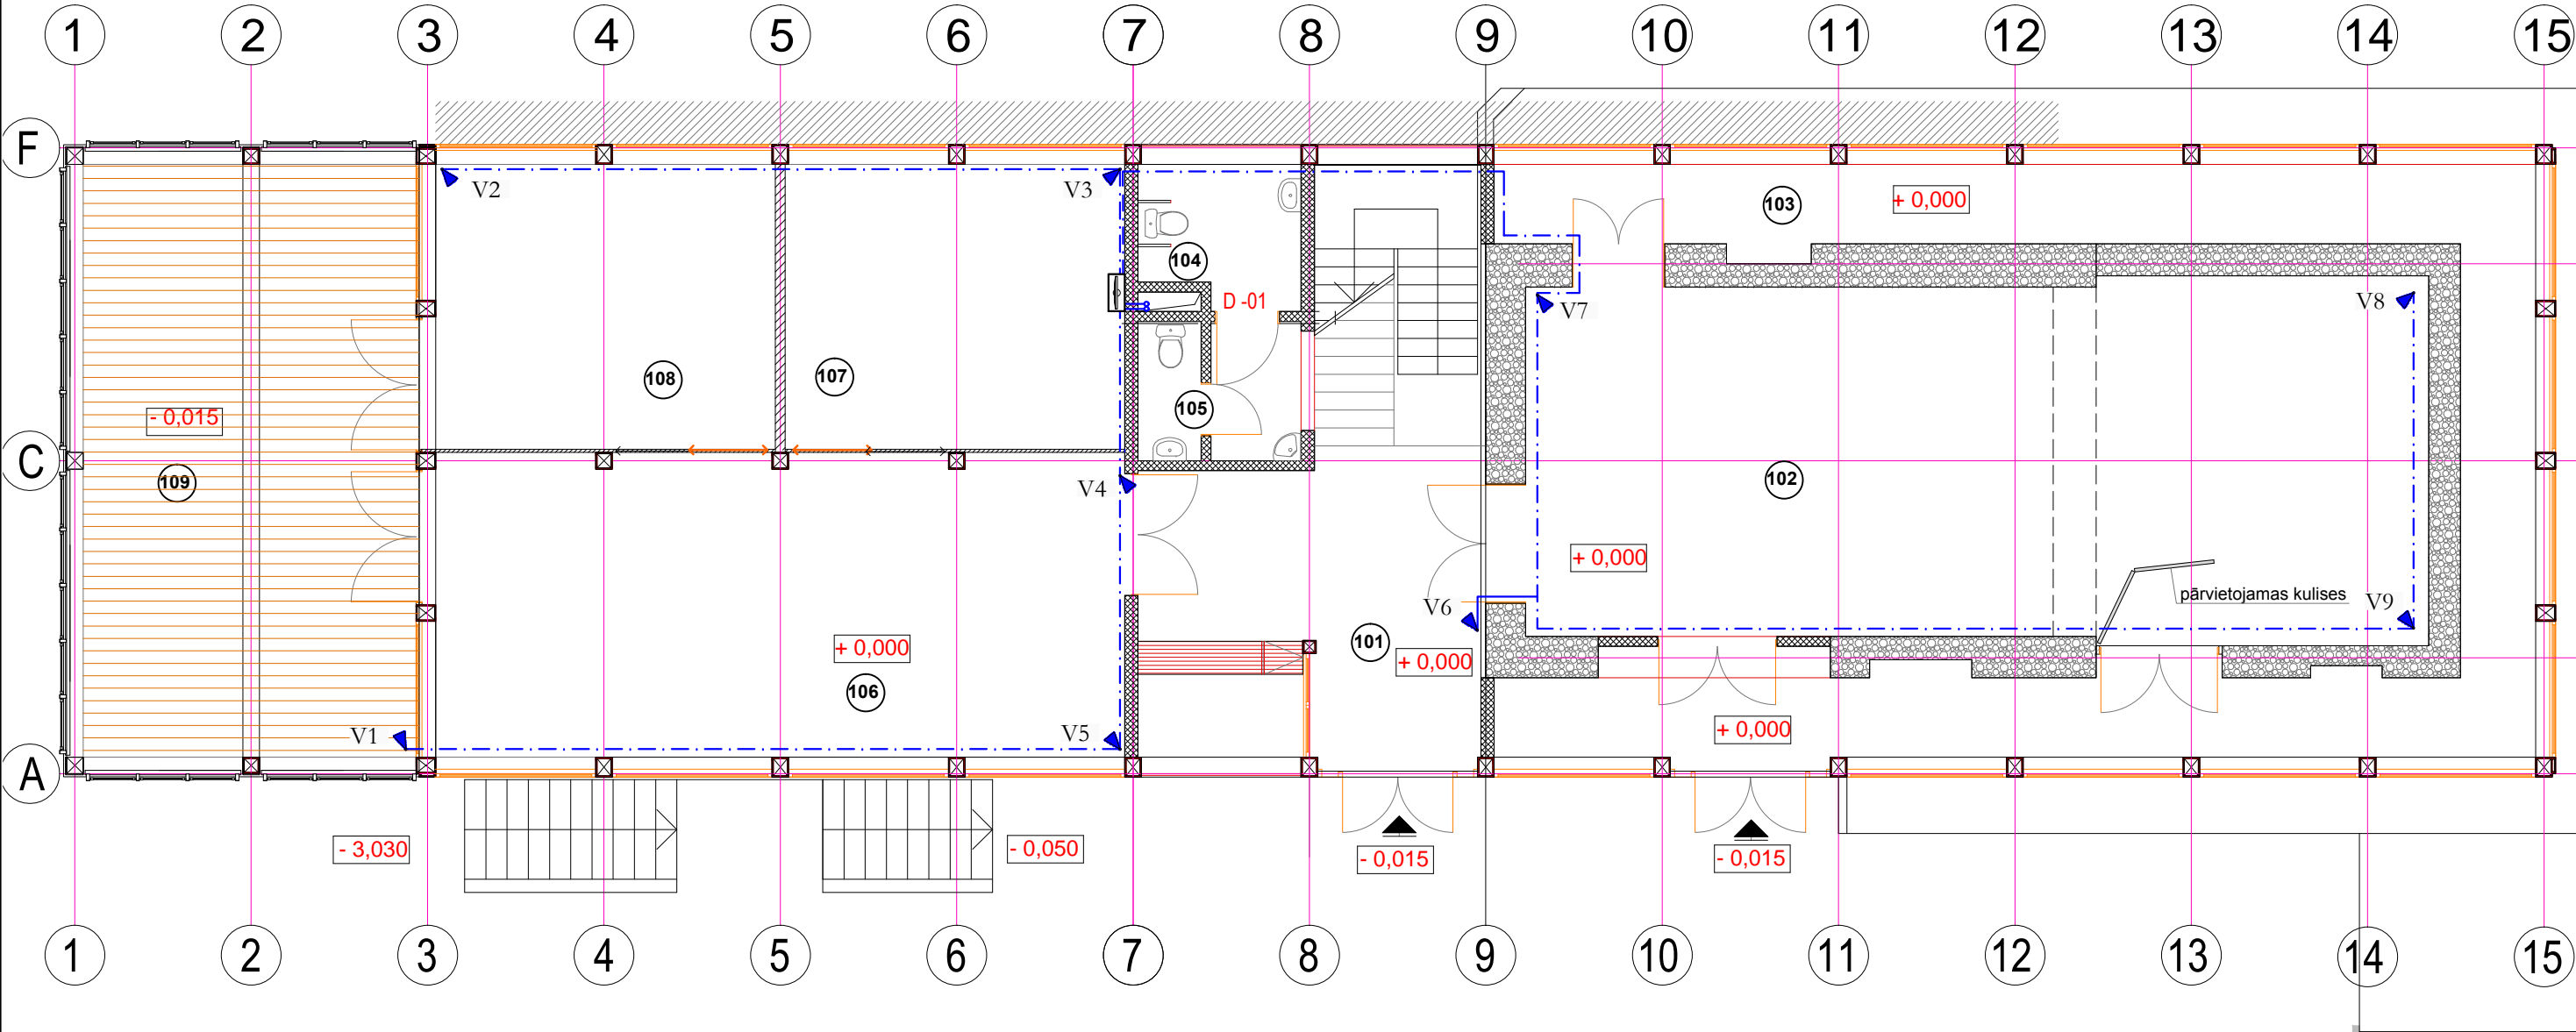 1 2 3 4 5 6 7 8 9 10 11 12 13 14 15
F
V2 V3
103 + 0,000
104
D -01
V7 V8
108 107
105
- 0,015
C
109
102
V4
+ 0,000
pārvietojamas kulises
V6 V9
101
+ 0,000 + 0,000
106
+ 0,000
V1 V5
A
- 3,030 - 0,050 - 0,015 - 0,015
1 2 3 4 5 6 7 8 9 10 11 12 13 14 15